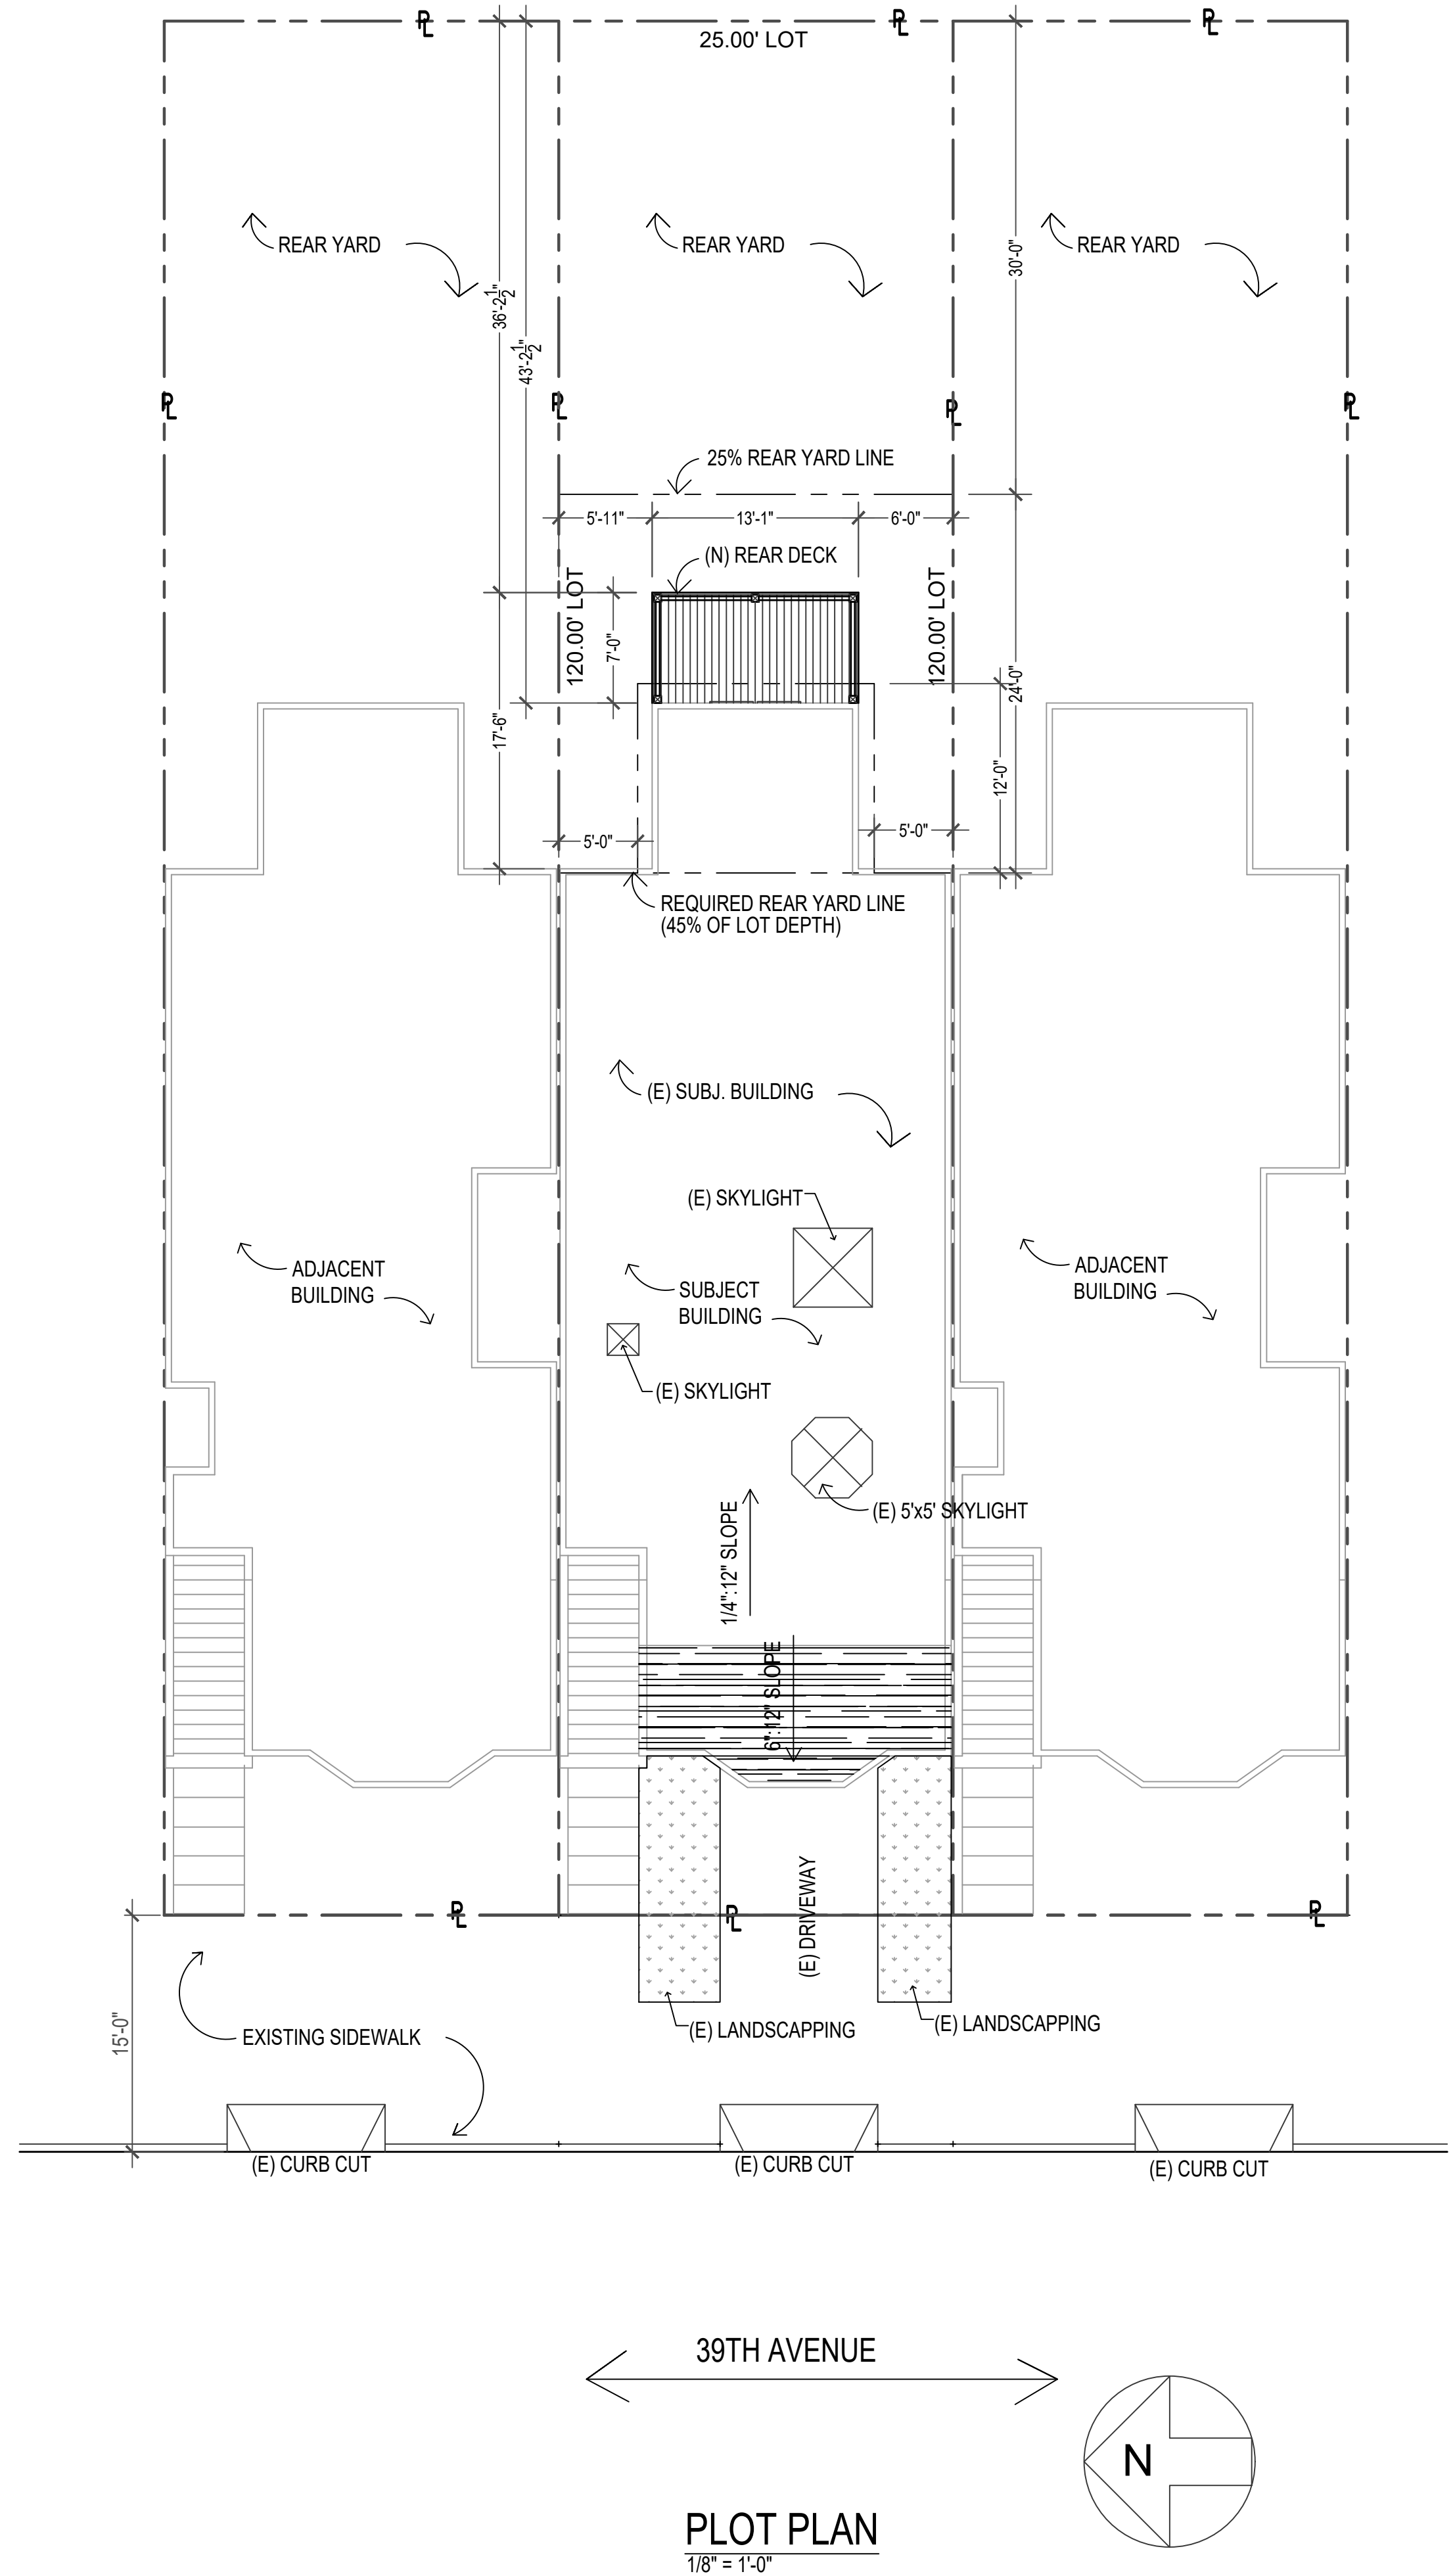 PL
PL
PL
25.00' LOT
REAR YARD
REAR YARD
REAR YARD
30'-0"
36'-2 1/2"
43'-2 1/2"
PL
PL
PL
PL
25% REAR YARD LINE
5'-11"
13'-1"
6'-0"
(N) REAR DECK
120.00' LOT
120.00' LOT
7'-0"
24'-0"
17'-6"
12'-0"
5'-0"
5'-0"
REQUIRED REAR YARD LINE
(45% OF LOT DEPTH)
(E) SUBJ. BUILDING
(E) SKYLIGHT
ADJACENT
BUILDING
SUBJECT
BUILDING
ADJACENT
BUILDING
(E) SKYLIGHT
(E) 5'x5' SKYLIGHT
1/4":12" SLOPE
6":12" SLOPE
(E) DRIVEWAY
PL
PL
PL
15'-0"
EXISTING SIDEWALK
(E) LANDSCAPPING
(E) LANDSCAPPING
(E) CURB CUT
(E) CURB CUT
(E) CURB CUT
39TH AVENUE
N
PLOT PLAN
1/8" = 1'-0"